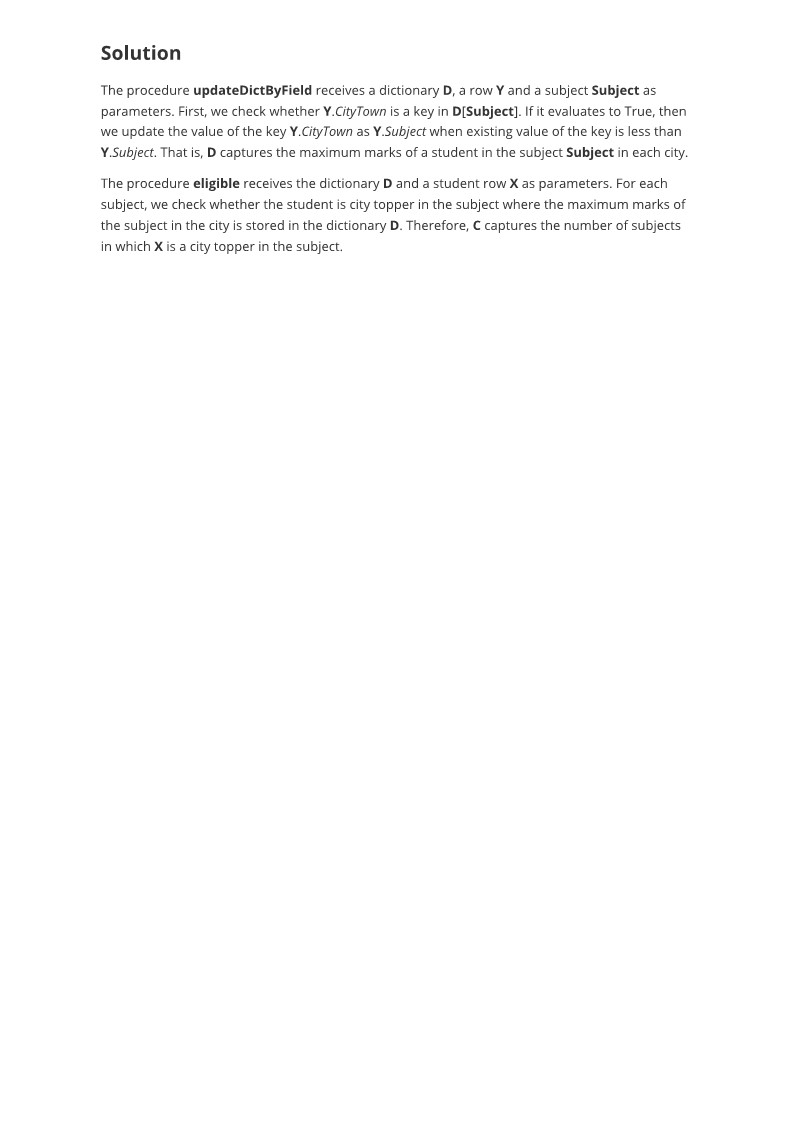 Solution
The procedure updateDictByField receives a dictionary D, a row Y and a subject Subject as
parameters. First, we check whether Y.CityTown is a key in D[Subject]. If it evaluates to True, then
we update the value of the key Y.CityTown as Y.Subject when existing value of the key is less than
Y.Subject. That is, D captures the maximum marks of a student in the subject Subject in each city.
The procedure eligible receives the dictionary D and a student row X as parameters. For each
subject, we check whether the student is city topper in the subject where the maximum marks of
the subject in the city is stored in the dictionary D. Therefore, C captures the number of subjects
in which X is a city topper in the subject.